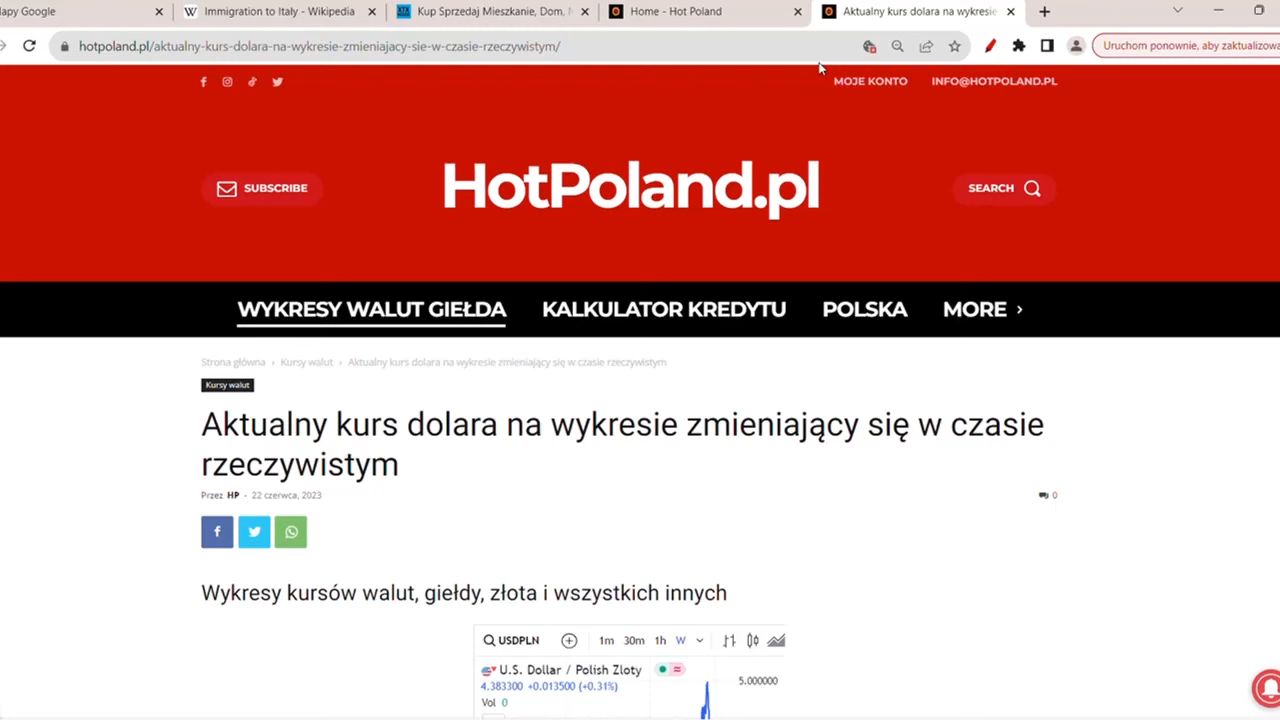 apy Google
Immigration to Italy - Wikipedia
Kup Sprzedaj Mieszkanie, Dom,
Home - Hot Poland
Aktualny kurs dolara na wykresie
hotpoland.pl/aktualny-kurs-dolara-na-wykresie-zmieniajacy-sie-w-czasie-rzeczywistym/
Uruchom ponownie, aby zaktualizowa
MOJE KONTO
INFO@HOTPOLAND.PL
SUBSCRIBE
HotPoland.pl
SEARCH
WYKRESY WALUT GIEŁDA
KALKULATOR KREDYTU
POLSKA
MORE
Strona główna › Kursy walut › Aktualny kurs dolara na wykresie zmieniający się w czasie rzeczywistym
Kursy walut
Aktualny kurs dolara na wykresie zmieniający się w czasie
rzeczywistym
Przez HP - 22 czerwca, 2023
0
Wykresy kursów walut, giełdy, złota i wszystkich innych
USDPLN 1m 30m 1h W
U.S. Dollar / Polish Zloty
4.383300 +0.013500 (+0.31%)
5.000000
Vol 0